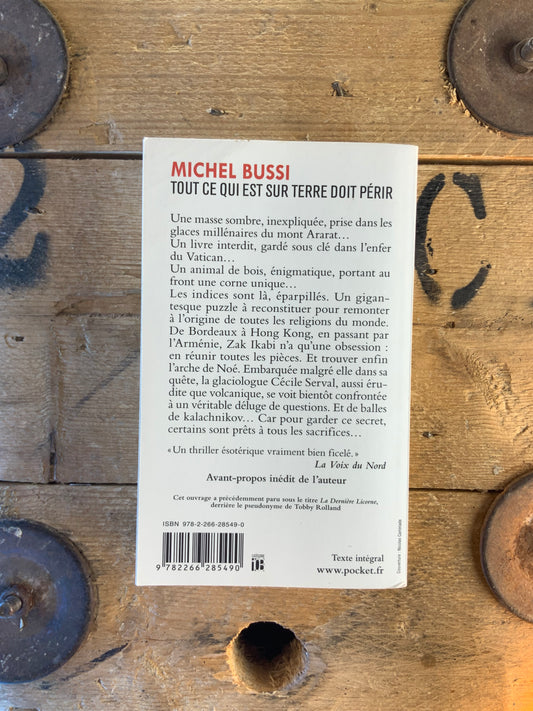 MICHEL BUSSI
TOUT CE QUI EST SUR TERRE DOIT PÉRIR
Une masse sombre, inexpliquée, prise dans les
glaces millénaires du mont Ararat…
Un livre interdit, gardé sous clé dans l'enfer
du Vatican…
Un animal de bois, énigmatique, portant au
front une corne unique…
Les indices sont là, éparpillés. Un gigan-
tesque puzzle à reconstituer pour remonter
à l'origine de toutes les religions du monde.
De Bordeaux à Hong Kong, en passant par
l'Arménie, Zak Ikabi n'a qu'une obsession :
en réunir toutes les pièces. Et trouver enfin
l'arche de Noé. Embarquée malgré elle dans sa
quête, la glaciologue Cécile Serval, aussi éru-
dite que volcanique, se voit bientôt confrontée
à un véritable déluge de questions. Et de balles
de kalachnikov… Car pour garder ce secret,
certains sont prêts à tous les sacrifices…
« Un thriller ésotérique vraiment bien ficelé. »
La Voix du Nord
Avant-propos inédit de l'auteur
Cet ouvrage a précédemment paru sous le titre La Dernière Licorne,
derrière le pseudonyme de Tobby Rolland
ISBN 978-2-266-28549-0
9 782266 285490
Texte intégral
www.pocket.fr